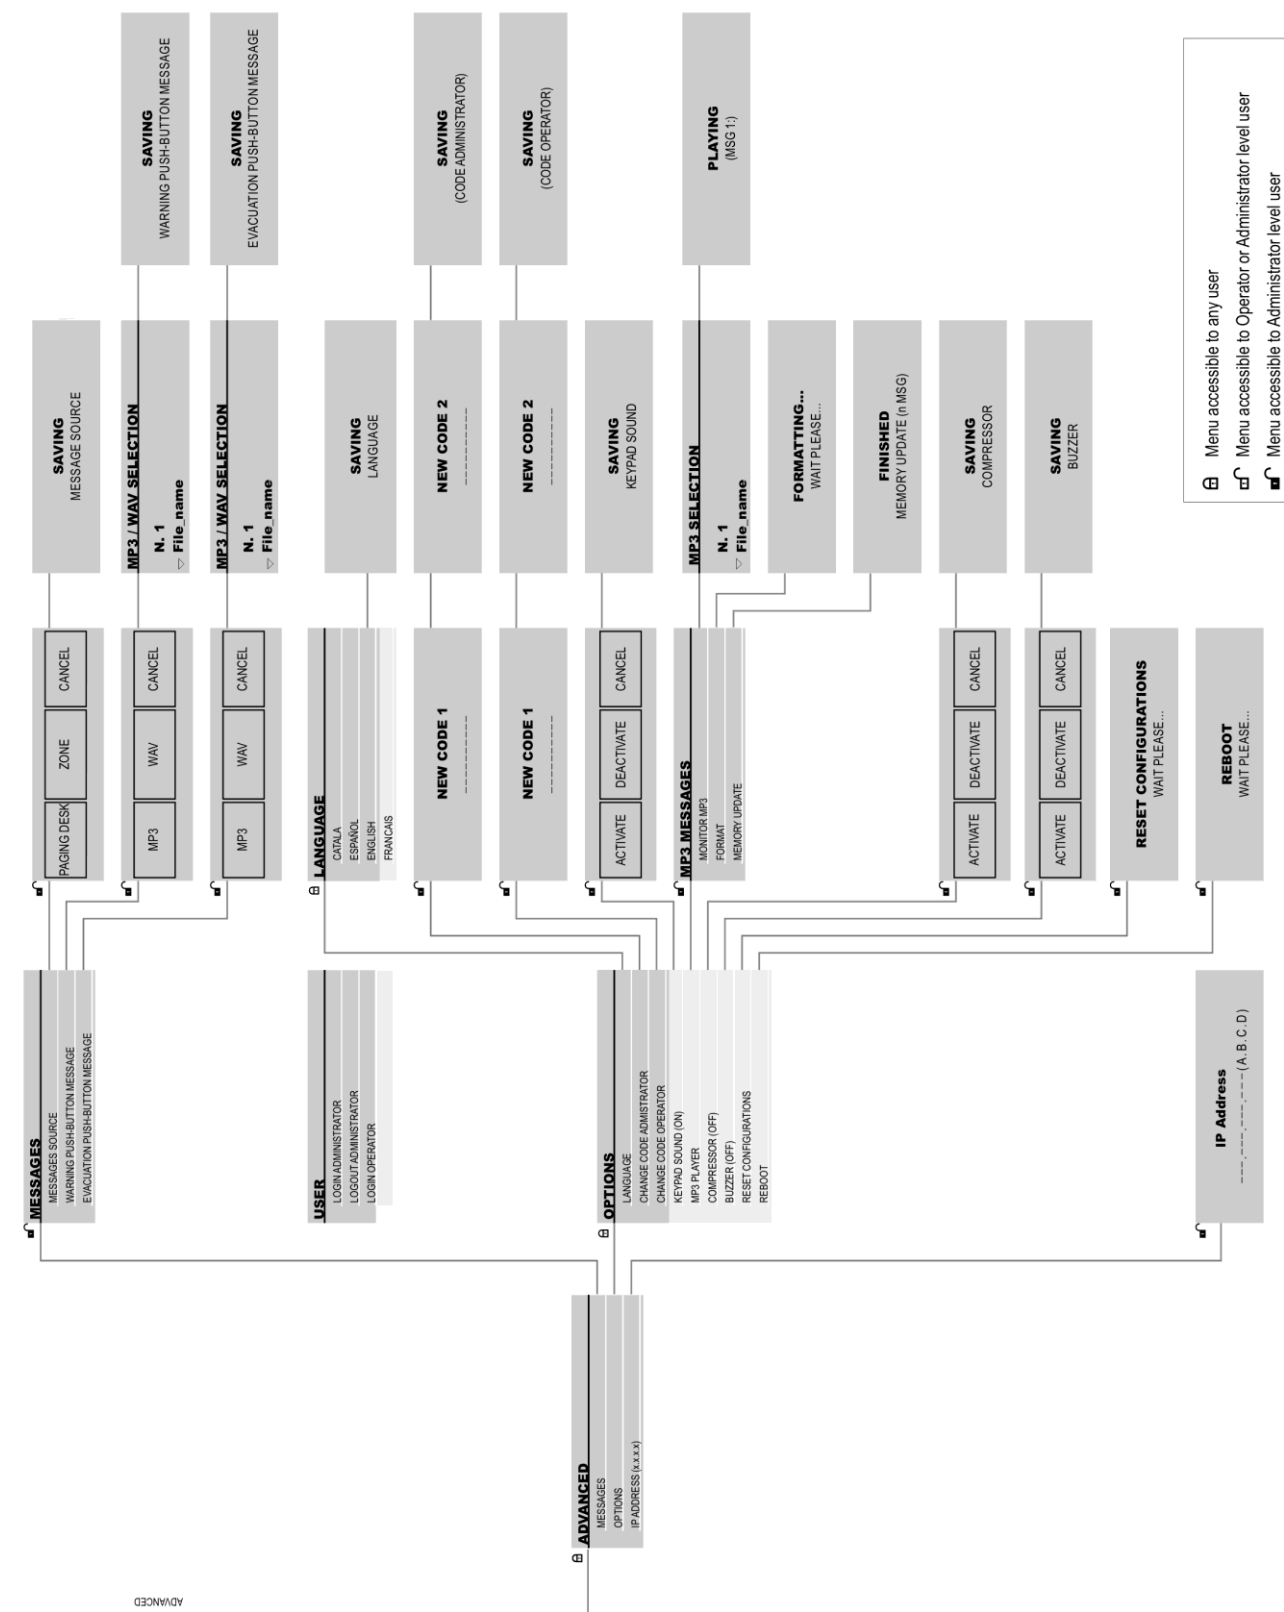 ADVANCED
ADVANCED
MESSAGES
OPTIONS
IP ADDRESS (x.x.x.x)
MESSAGES
MESSAGES SOURCE
WARNING PUSH-BUTTON MESSAGE
EVACUATION PUSH-BUTTON MESSAGE
PAGING DESK
ZONE
CANCEL
SAVING
MESSAGE SOURCE
MP3
WAV
CANCEL
MP3 / WAV SELECTION
N. 1
▽ File_name
SAVING
WARNING PUSH-BUTTON MESSAGE
MP3
WAV
CANCEL
MP3 / WAV SELECTION
N. 1
▽ File_name
SAVING
EVACUATION PUSH-BUTTON MESSAGE
USER
LOGIN ADMINISTRATOR
LOGOUT ADMINISTRATOR
LOGIN OPERATOR
OPTIONS
LANGUAGE
CHANGE CODE ADMISTRATOR
CHANGE CODE OPERATOR
KEYPAD SOUND (ON)
MP3 PLAYER
COMPRESSOR (OFF)
BUZZER (OFF)
RESET CONFIGURATIONS
REBOOT
LANGUAGE
CATALA
ESPAÑOL
ENGLISH
FRANCAIS
SAVING
LANGUAGE
NEW CODE 1
_________
NEW CODE 2
_________
SAVING
(CODE ADMINISTRATOR)
NEW CODE 1
_________
NEW CODE 2
_________
SAVING
(CODE OPERATOR)
ACTIVATE
DEACTIVATE
CANCEL
SAVING
KEYPAD SOUND
MP3 MESSAGES
MONITOR MP3
FORMAT
MEMORY UPDATE
MP3 SELECTION
N. 1
▽ File_name
PLAYING
(MSG 1:)
FORMATTING...
WAIT PLEASE...
FINISHED
MEMORY UPDATE (n MSG)
ACTIVATE
DEACTIVATE
CANCEL
SAVING
COMPRESSOR
ACTIVATE
DEACTIVATE
CANCEL
SAVING
BUZZER
RESET CONFIGURATIONS
WAIT PLEASE...
REBOOT
WAIT PLEASE...
IP Address
_ _ _ . _ _ _ . _ _ _ . _ _ _ ( A . B . C . D )
Menu accessible to any user
Menu accessible to Operator or Administrator level user
Menu accessible to Administrator level user